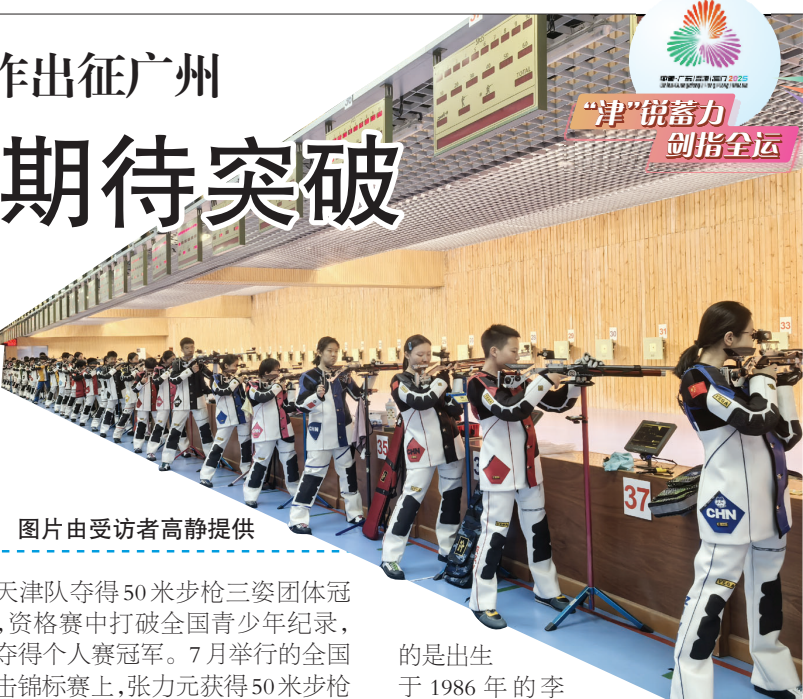 作出征广州
期待突破
2025
“津”锐蓄力
剑指全运
33
31
35
37
CHN
CHN
CHN
图片由受访者高静提供
天津队夺得50米步枪三姿团体冠
,资格赛中打破全国青少年纪录,
夺得个人赛冠军。7月举行的全国
击锦标赛上,张力元获得50米步枪
的是出生
于1986年的李